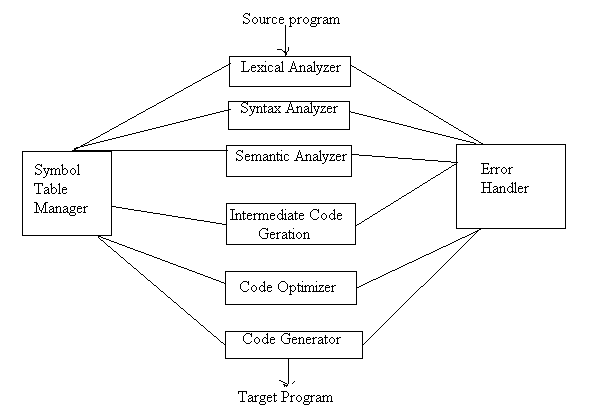 Source program
Lexical Analyzer
Syntax Analyzer
Semantic Analyzer
Symbol
Table
Manager
Error
Handler
Intermediate Code
Geration
Code Optimizer
Code Generator
Target Program